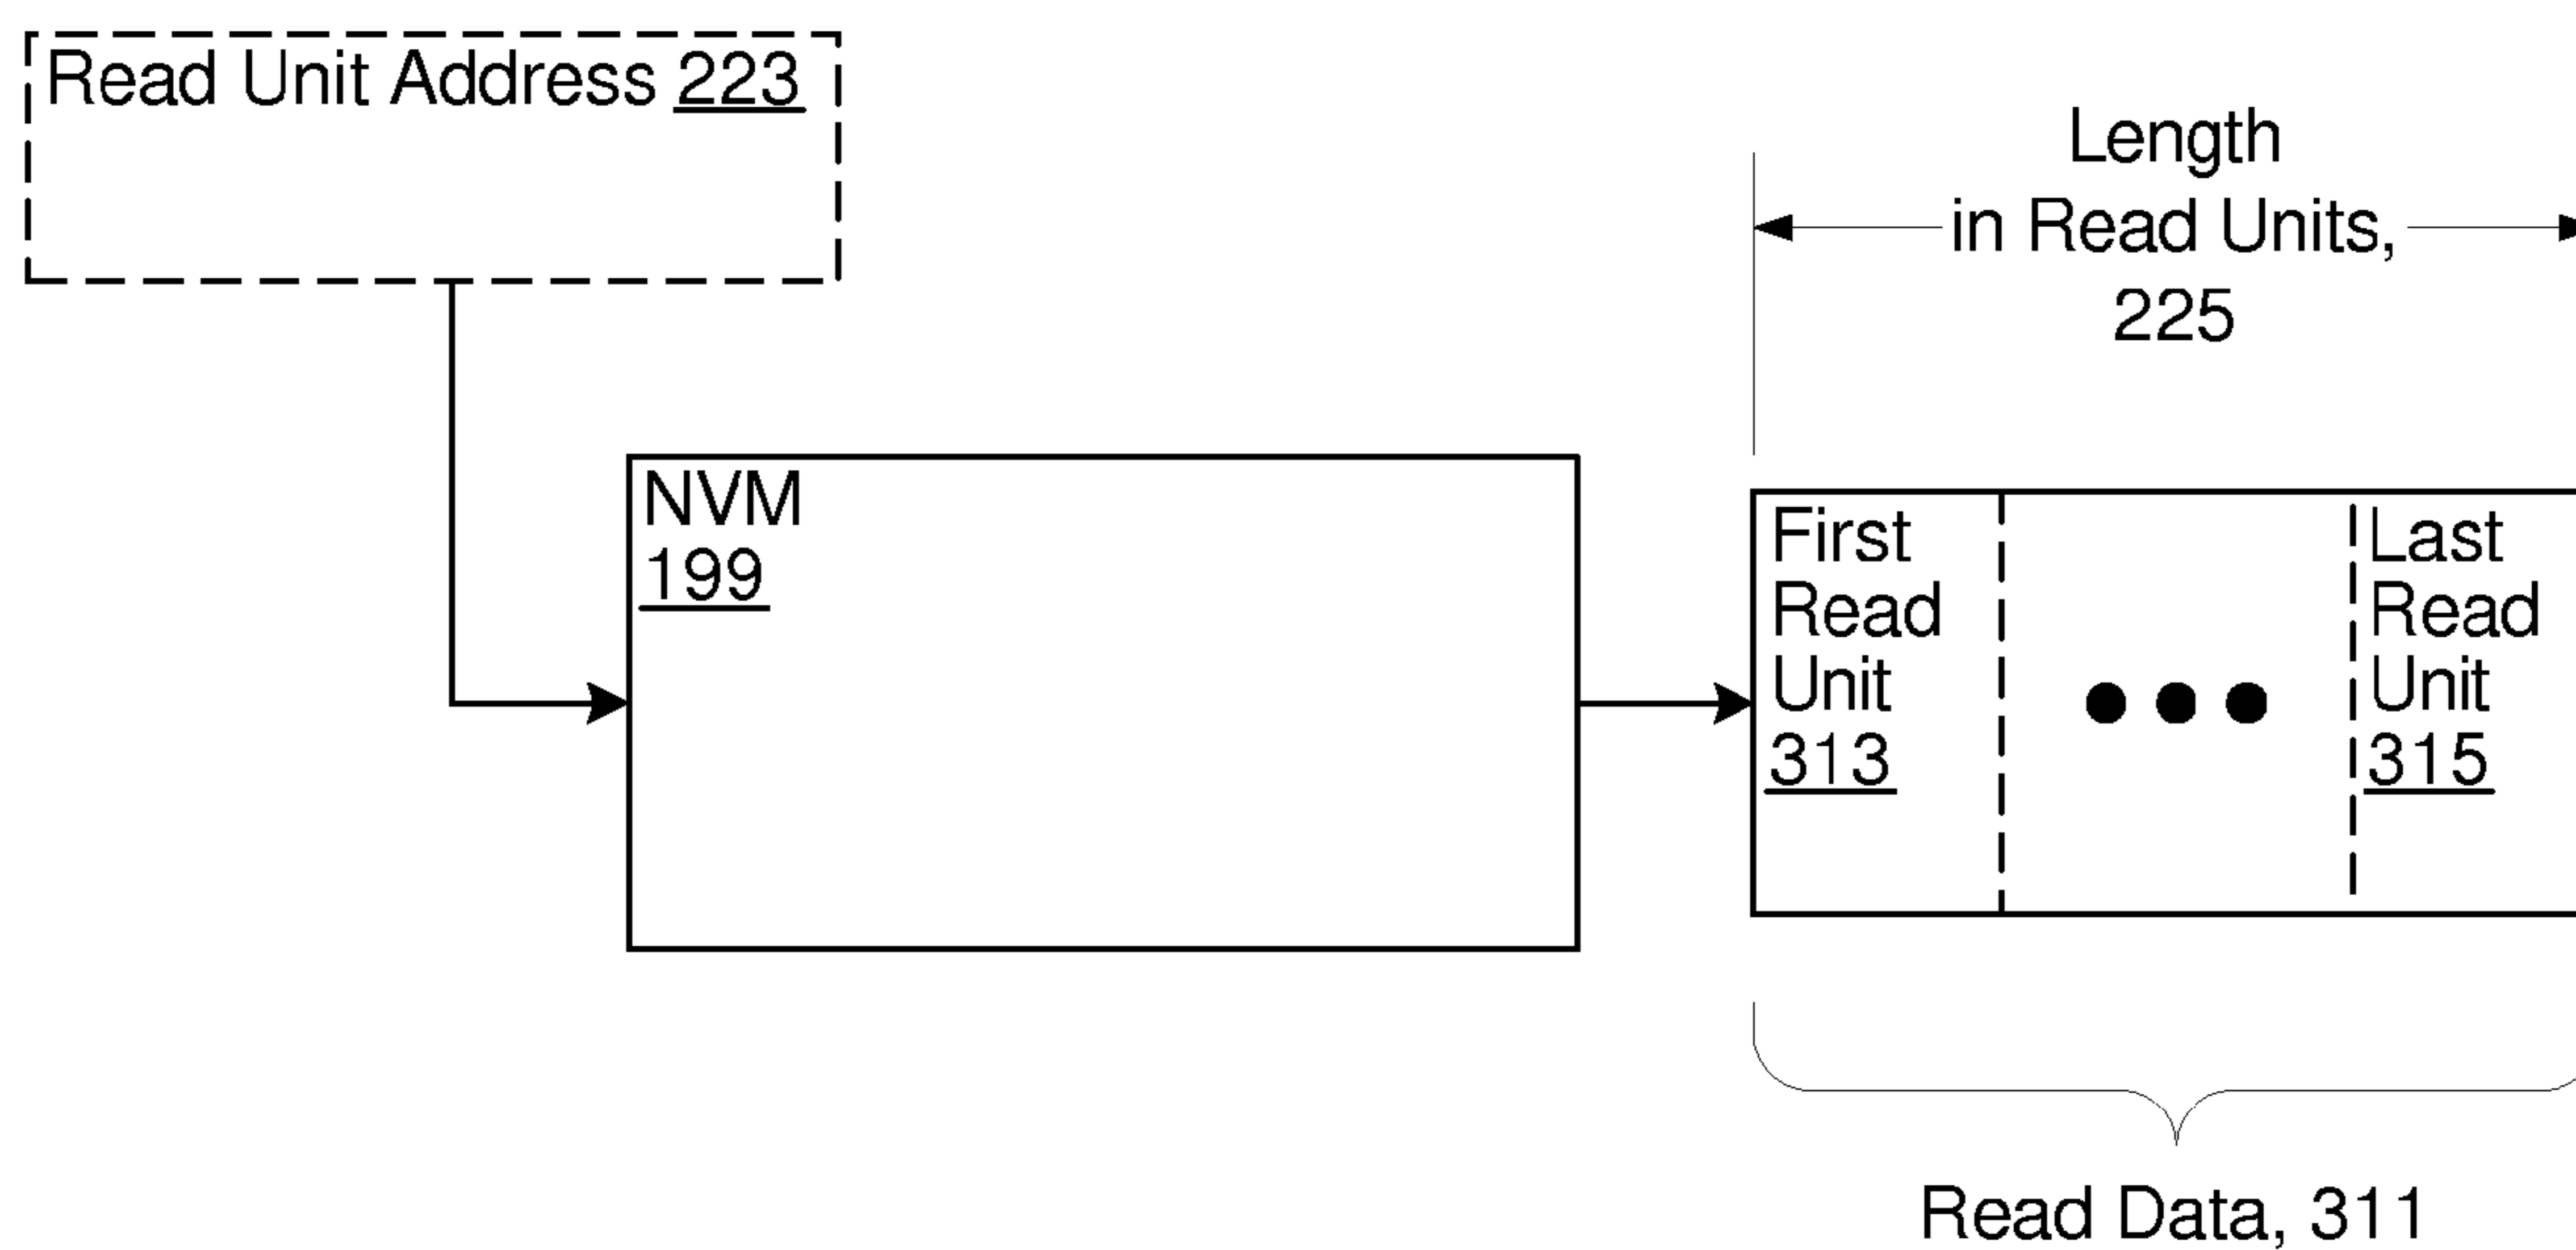 Read Unit Address 223
Length
in Read Units,
225
NVM
199
First
Read
Unit
313
Last
Read
Unit
315
Read Data, 311